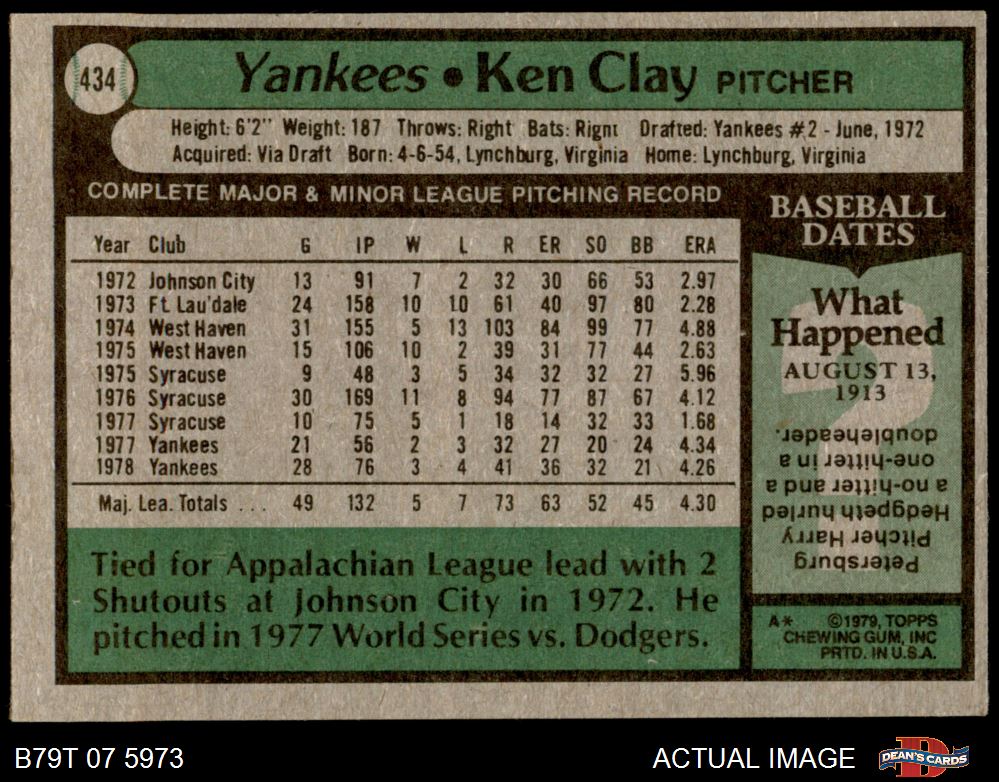 434
Yankees • Ken Clay PITCHER
Height: 6'2" Weight: 187 Throws: Right Bats: Right Drafted: Yankees #2 - June, 1972
Acquired: Via Draft Born: 4-6-54, Lynchburg, Virginia Home: Lynchburg, Virginia
COMPLETE MAJOR & MINOR LEAGUE PITCHING RECORD
Year Club G IP W L R ER SO BB ERA
1972 Johnson City 13 91 7 2 32 30 66 53 2.97
1973 Ft. Lau'dale 24 158 10 10 61 40 97 80 2.28
1974 West Haven 31 155 5 13 103 84 99 77 4.88
1975 West Haven 15 106 10 2 39 31 77 44 2.63
1975 Syracuse 9 48 3 5 34 32 32 27 5.96
1976 Syracuse 30 169 11 8 94 77 87 67 4.12
1977 Syracuse 10 75 5 1 18 14 32 33 1.68
1977 Yankees 21 56 2 3 32 27 20 24 4.34
1978 Yankees 28 76 3 4 41 36 32 21 4.26
Maj. Lea. Totals ... 49 132 5 7 73 63 52 45 4.30
Tied for Appalachian League lead with 2
Shutouts at Johnson City in 1972. He
pitched in 1977 World Series vs. Dodgers.
BASEBALL
DATES
What
Happened
AUGUST 13,
1913
?
Petersburg
Pitcher Harry
Hedgpeth hurled
a no-hitter and a
one-hitter in a
doubleheader.
A* ©1979, TOPPS
CHEWING GUM, INC
PRTD. IN U.S.A.
B79T 07 5973
ACTUAL IMAGE
DEAN'S CARDS